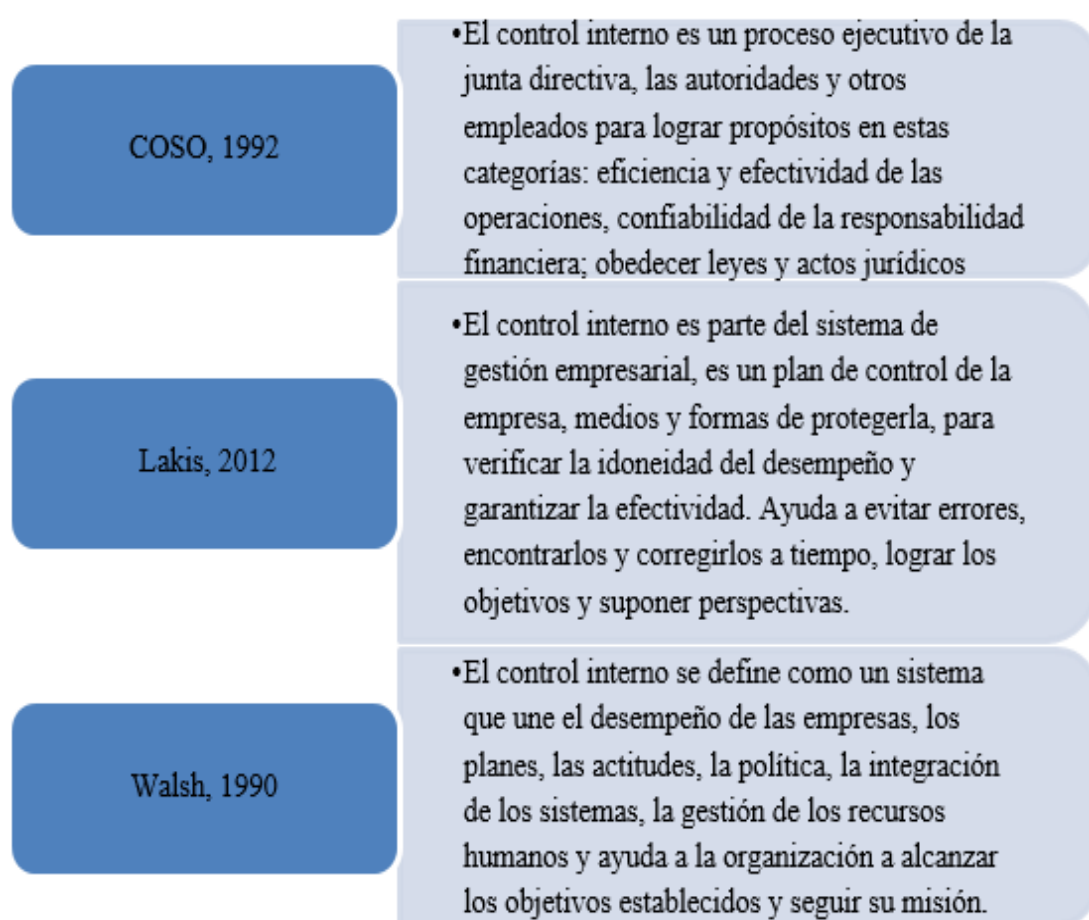 COSO, 1992
•El control interno es un proceso ejecutivo de la
junta directiva, las autoridades y otros
empleados para lograr propósitos en estas
categorías: eficiencia y efectividad de las
operaciones, confiabilidad de la responsabilidad
financiera; obedecer leyes y actos jurídicos
Lakis, 2012
•El control interno es parte del sistema de
gestión empresarial, es un plan de control de la
empresa, medios y formas de protegerla, para
verificar la idoneidad del desempeño y
garantizar la efectividad. Ayuda a evitar errores,
encontrarlos y corregirlos a tiempo, lograr los
objetivos y suponer perspectivas.
Walsh, 1990
•El control interno se define como un sistema
que une el desempeño de las empresas, los
planes, las actitudes, la política, la integración
de los sistemas, la gestión de los recursos
humanos y ayuda a la organización a alcanzar
los objetivos establecidos y seguir su misión.